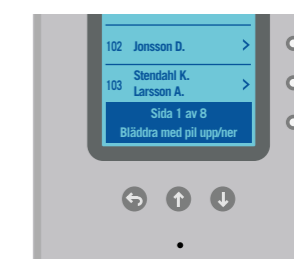 102 Jonsson D.
103 Stendahl K.
Larsson A.
Sida 1 av 8
Bläddra med pil upp/ner